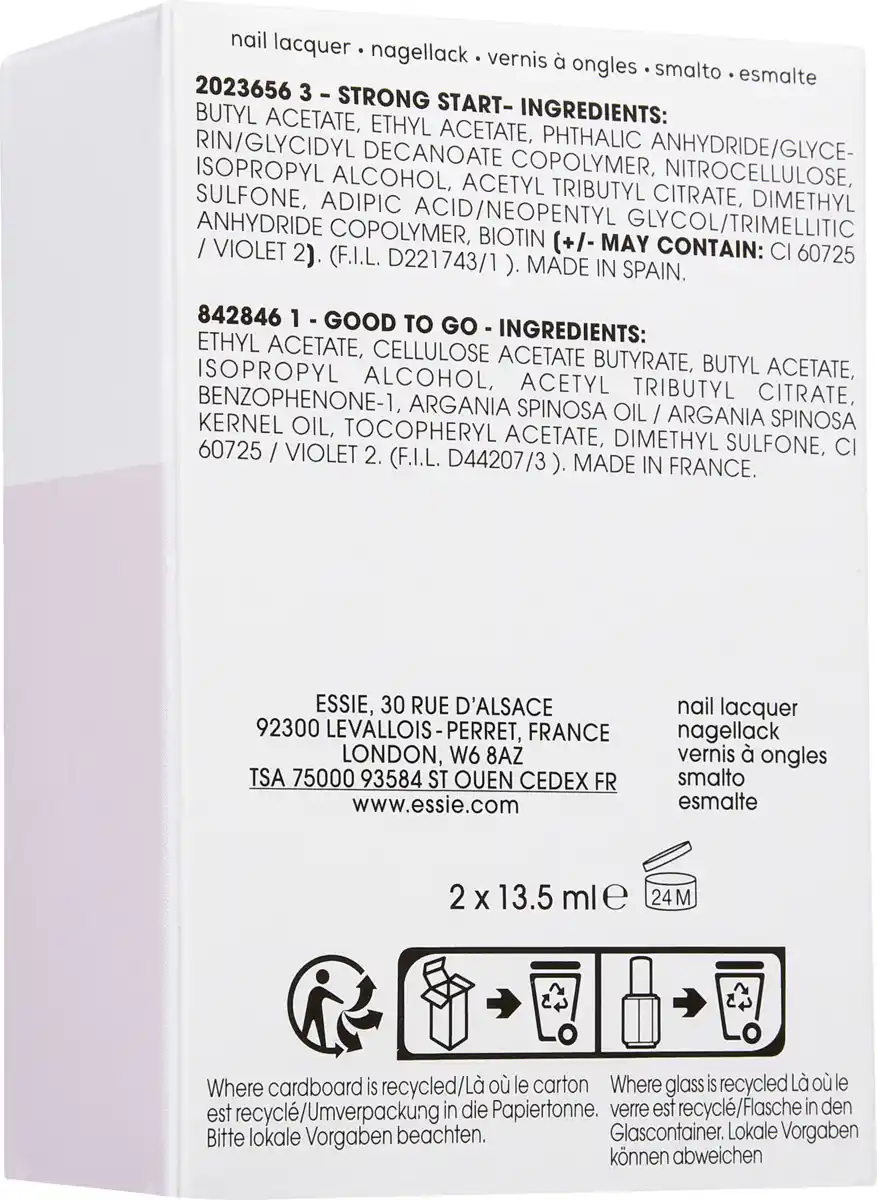 nail lacquer • nagellack • vernis à ongles • smalto • esmalte
2023656 3 - STRONG START- INGREDIENTS:
BUTYL ACETATE, ETHYL ACETATE, PHTHALIC ANHYDRIDE/GLYCE-
RIN/GLYCIDYL DECANOATE COPOLYMER, NITROCELLULOSE,
ISOPROPYL ALCOHOL, ACETYL TRIBUTYL CITRATE, DIMETHYL
SULFONE, ADIPIC ACID/NEOPENTYL GLYCOL/TRIMELLITIC
ANHYDRIDE COPOLYMER, BIOTIN (+/- MAY CONTAIN: CI 60725
/ VIOLET 2). (F.I.L. D221743/1 ). MADE IN SPAIN.
842846 1 - GOOD TO GO - INGREDIENTS:
ETHYL ACETATE, CELLULOSE ACETATE BUTYRATE, BUTYL ACETATE,
ISOPROPYL ALCOHOL, ACETYL TRIBUTYL CITRATE,
BENZOPHENONE-1, ARGANIA SPINOSA OIL / ARGANIA SPINOSA
KERNEL OIL, TOCOPHERYL ACETATE, DIMETHYL SULFONE, CI
60725 / VIOLET 2. (F.I.L. D44207/3 ). MADE IN FRANCE.
ESSIE, 30 RUE D'ALSACE
92300 LEVALLOIS-PERRET, FRANCE
LONDON, W6 8AZ
TSA 75000 93584 ST OUEN CEDEX FR
www.essie.com
nail lacquer
nagellack
vernis à ongles
smalto
esmalte
2 x 13.5 ml e
24M
Where cardboard is recycled/Là où le carton
est recyclé/Umverpackung in die Papiertonne.
Bitte lokale Vorgaben beachten.
Where glass is recycled Là où le
verre est recyclé/Flasche in den
Glascontainer. Lokale Vorgaben
können abweichen